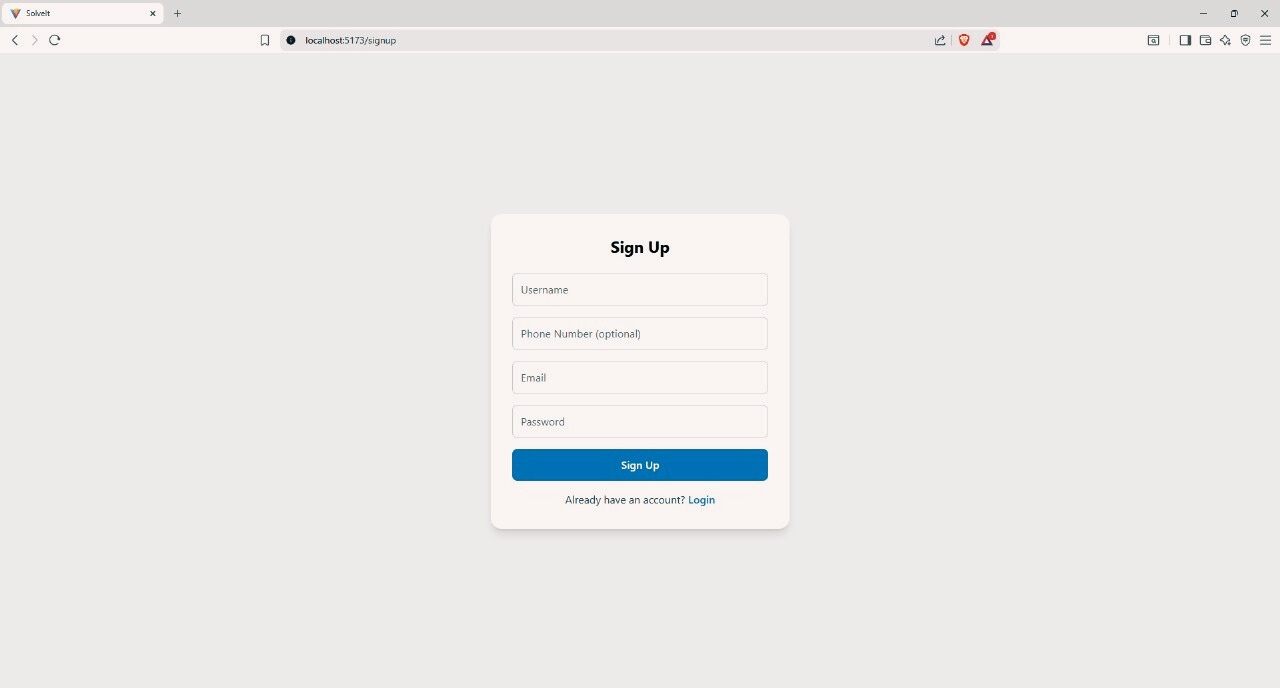 SolveIt
localhost:5173/signup
1
Sign Up
Username
Phone Number (optional)
Email
Password
Sign Up
Already have an account? Login